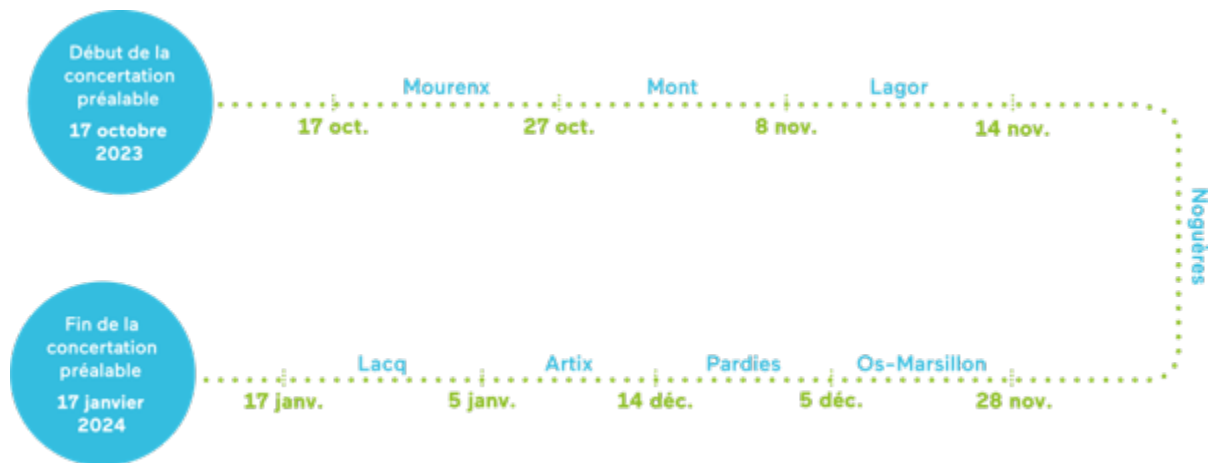 Début de la
concertation
préalable
17 octobre
2023
Mourenx
Mont
Lagor
17 oct.
27 oct.
8 nov.
14 nov.
Noguères
Fin de la
concertation
préalable
17 janvier
2024
Lacq
Artix
Pardies
Os-Marsillon
17 janv.
5 janv.
14 déc.
5 déc.
28 nov.